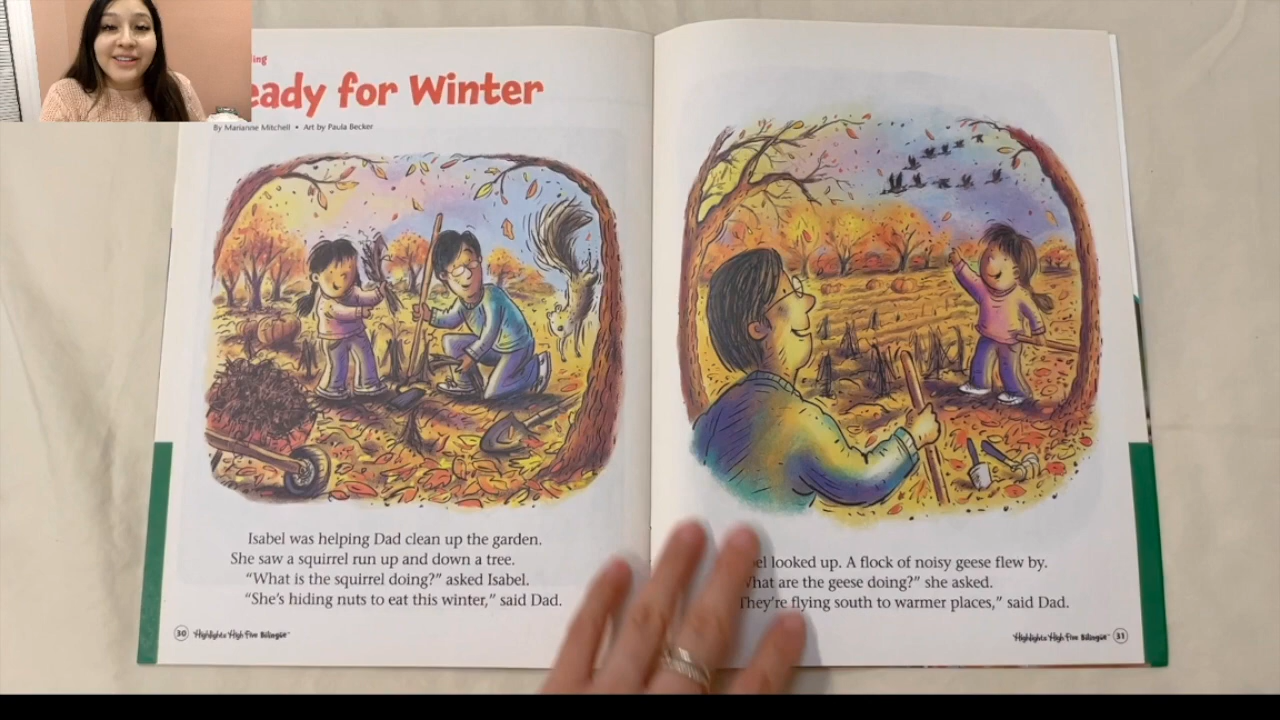 ing
eady for Winter
By Marianne Mitchell • Art by Paula Becker
Isabel was helping Dad clean up the garden.
She saw a squirrel run up and down a tree.
“What is the squirrel doing?” asked Isabel.
“She’s hiding nuts to eat this winter,” said Dad.
30 Highlights High Five Bilingüe™
el looked up. A flock of noisy geese flew by.
hat are the geese doing?” she asked.
They’re flying south to warmer places,” said Dad.
Highlights High Five Bilingüe™ 31